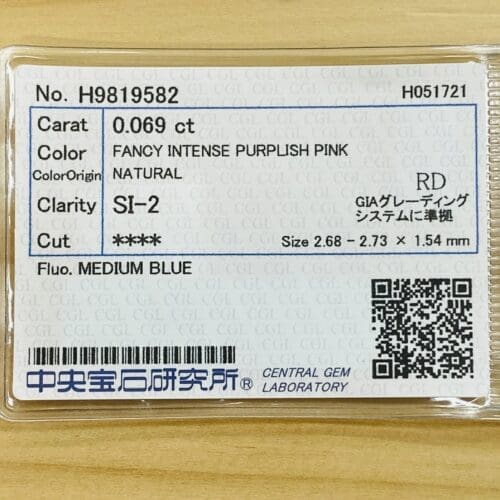 No. H9819582 H051721
Carat 0.069 ct
Color FANCY INTENSE PURPLISH PINK
ColorOrigin NATURAL
Clarity SI-2 RD
GIAグレーディング
システムに準拠
Cut **** Size 2.68 - 2.73 × 1.54 mm
Fluo. MEDIUM BLUE
中央宝石研究所® CENTRAL GEM
LABORATORY